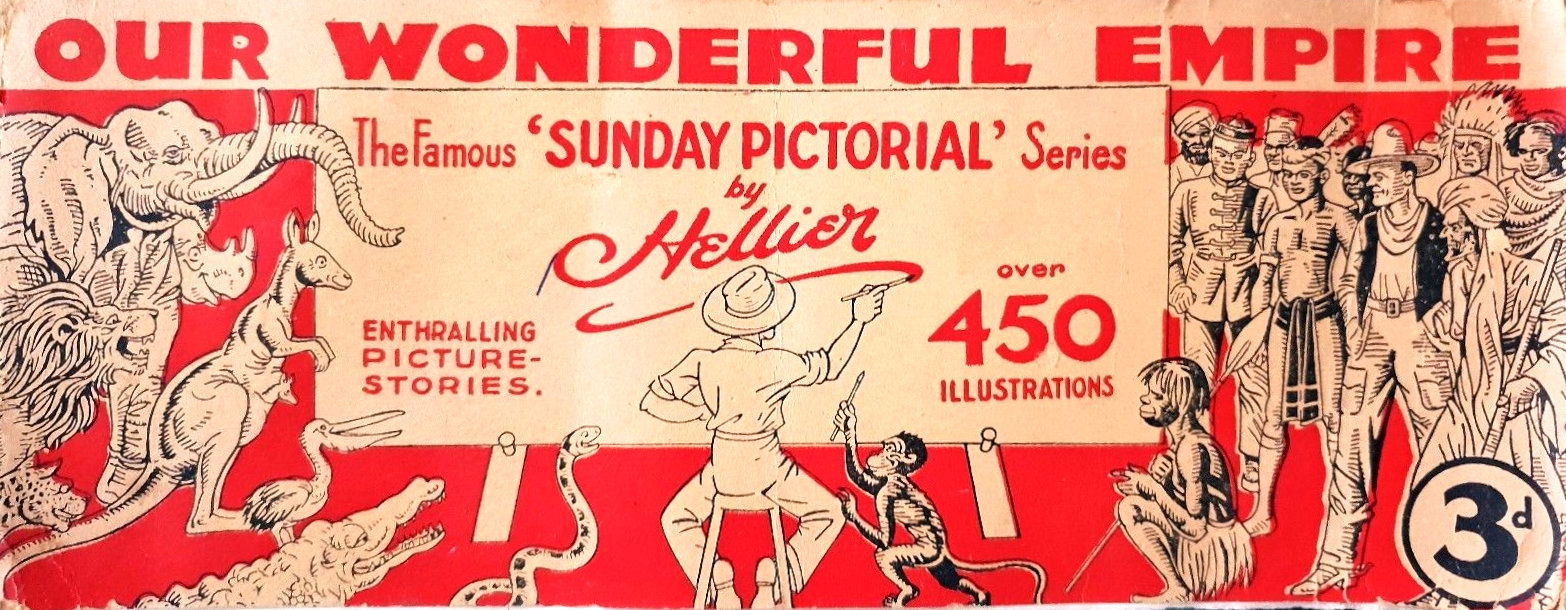 OUR WONDERFUL EMPIRE
The Famous ‘SUNDAY PICTORIAL’ Series
by
Hellier
ENTHRALLING
PICTURE-
STORIES.
over
450
ILLUSTRATIONS
3d